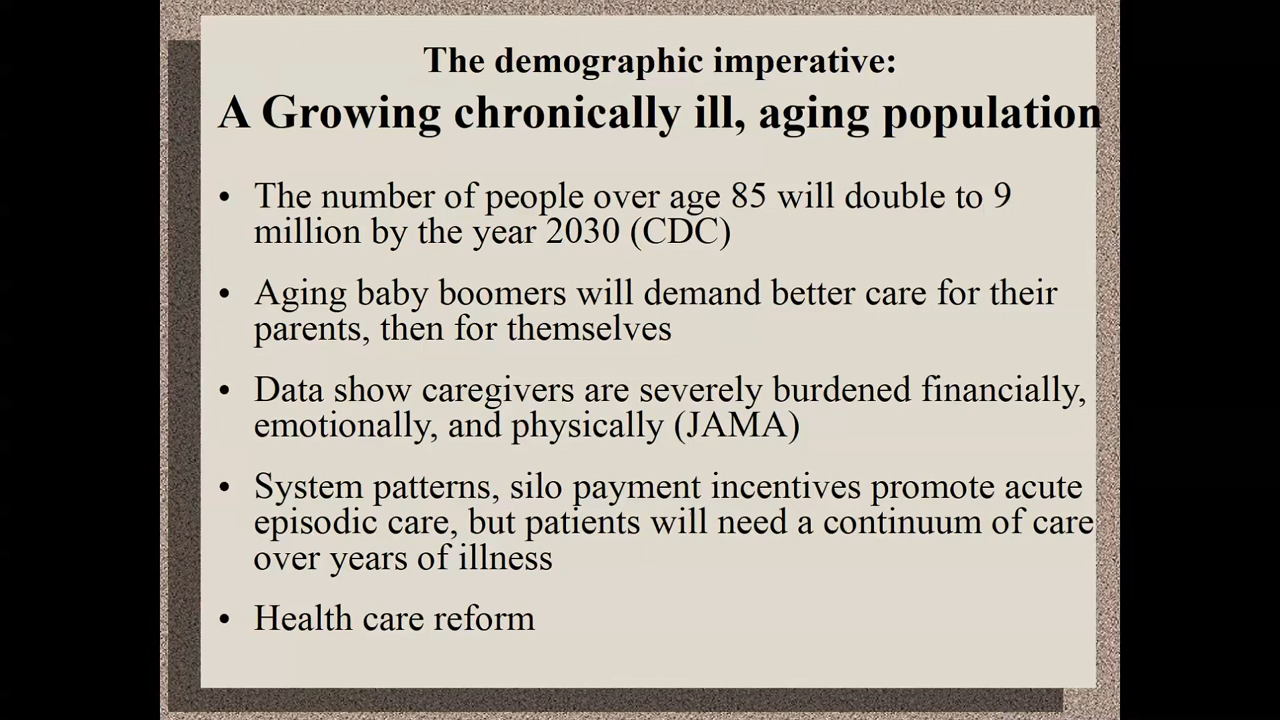 The demographic imperative:
A Growing chronically ill, aging population
• The number of people over age 85 will double to 9
million by the year 2030 (CDC)
• Aging baby boomers will demand better care for their
parents, then for themselves
• Data show caregivers are severely burdened financially,
emotionally, and physically (JAMA)
• System patterns, silo payment incentives promote acute
episodic care, but patients will need a continuum of care
over years of illness
• Health care reform